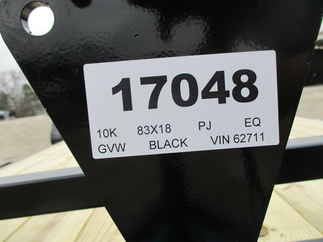 17048
10K 83X18 PJ EQ
GVW BLACK VIN 62711